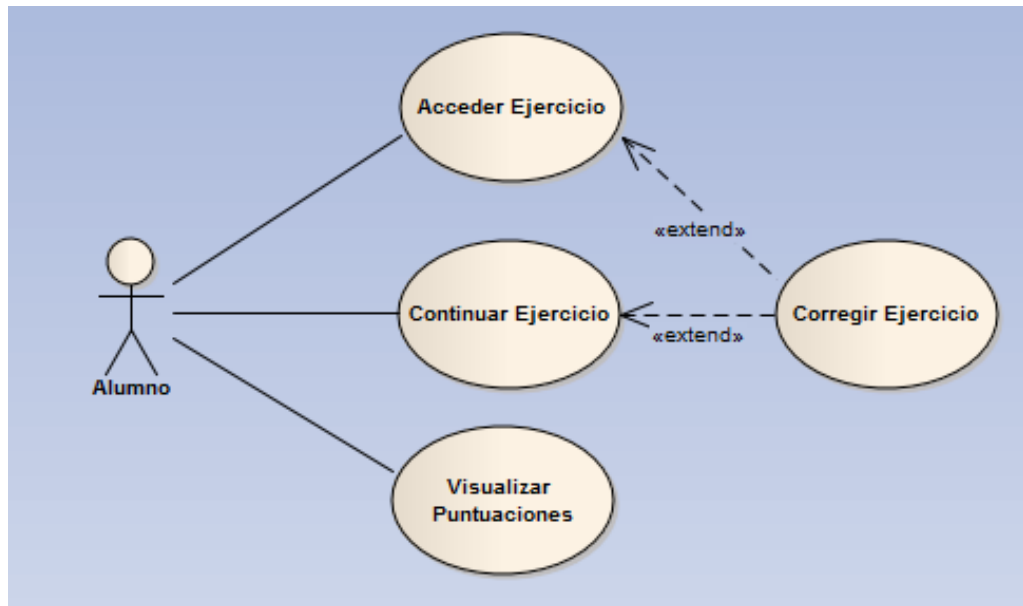 Acceder Ejercicio
«extend»
Continuar Ejercicio
Corregir Ejercicio
«extend»
Alumno
Visualizar
Puntuaciones